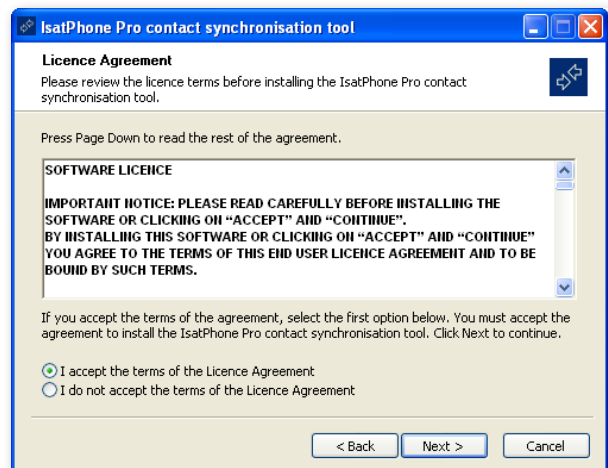 IsatPhone Pro contact synchronisation tool
Licence Agreement
Please review the licence terms before installing the IsatPhone Pro contact
synchronisation tool.
Press Page Down to read the rest of the agreement.
SOFTWARE LICENCE
IMPORTANT NOTICE: PLEASE READ CAREFULLY BEFORE INSTALLING THE
SOFTWARE OR CLICKING ON “ACCEPT” AND “CONTINUE”.
BY INSTALLING THIS SOFTWARE OR CLICKING ON “ACCEPT” AND “CONTINUE”
YOU AGREE TO THE TERMS OF THIS END USER LICENCE AGREEMENT AND TO BE
BOUND BY SUCH TERMS.
If you accept the terms of the agreement, select the first option below. You must accept the
agreement to install the IsatPhone Pro contact synchronisation tool. Click Next to continue.
I accept the terms of the Licence Agreement
I do not accept the terms of the Licence Agreement
< Back Next > Cancel